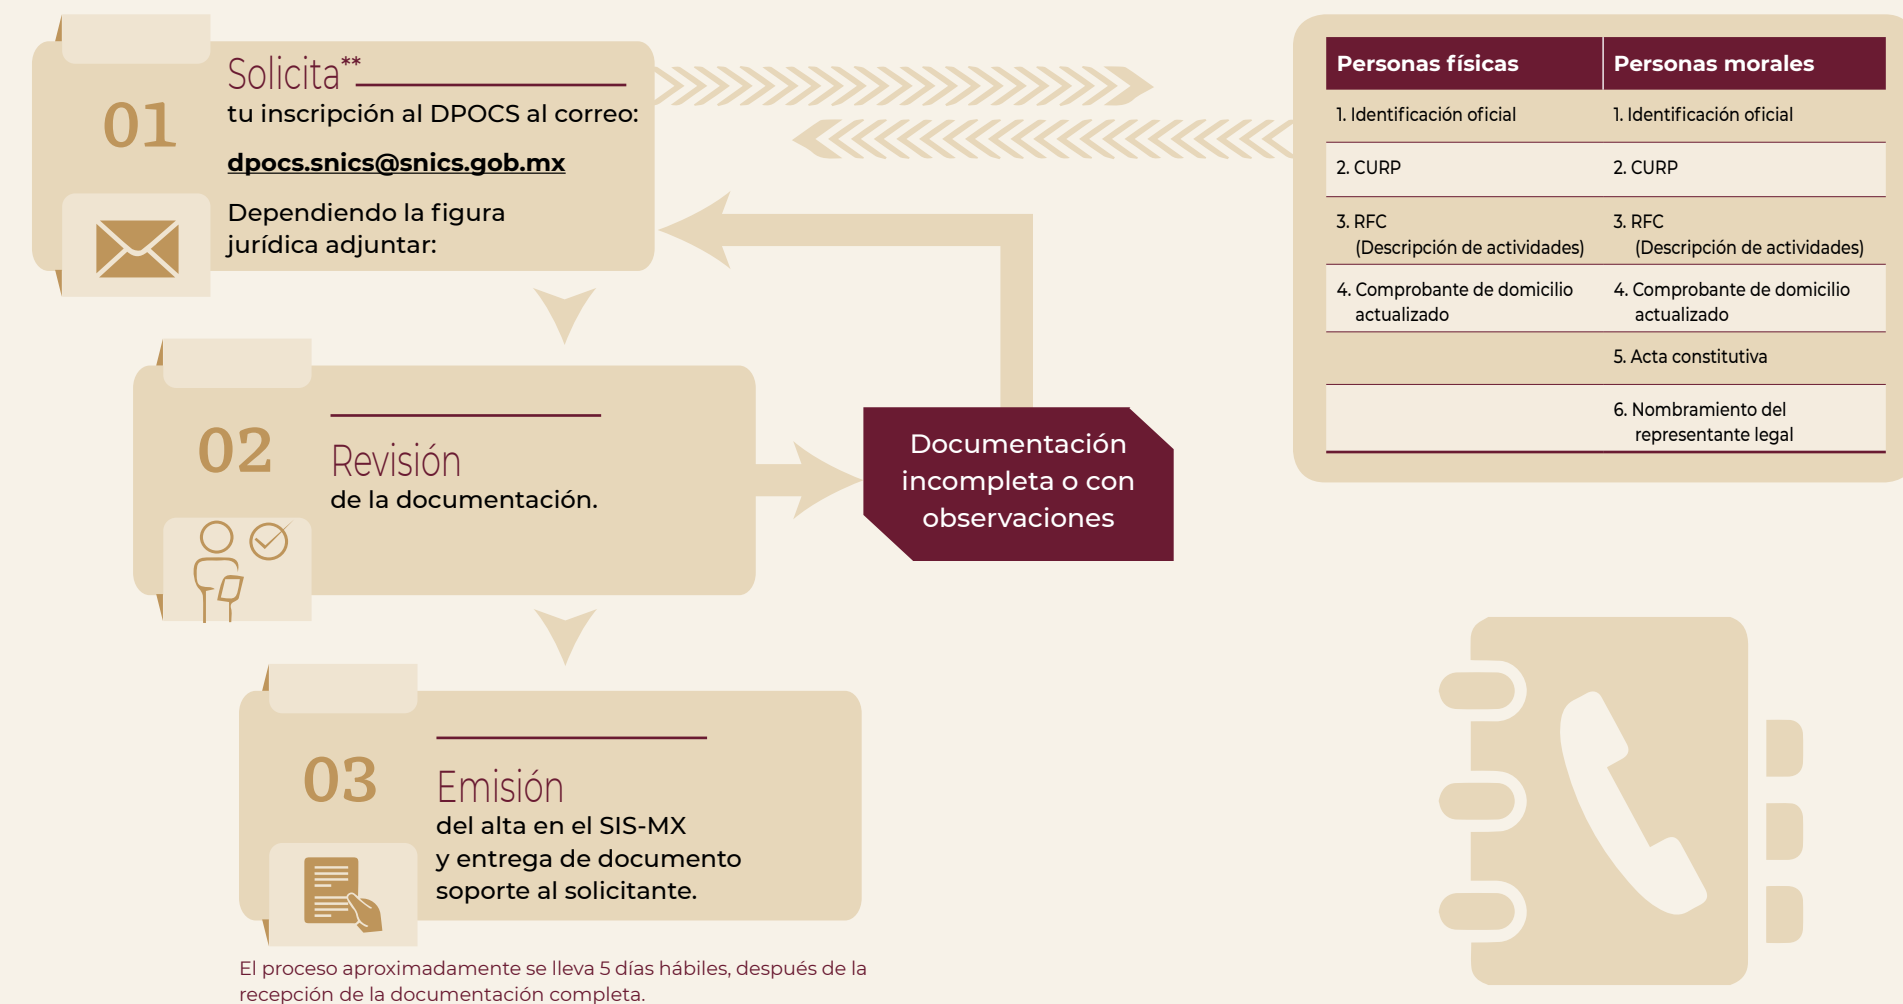 01
Solicita**
tu inscripción al DPOCS al correo:
dpocs.snics@snics.gob.mx
Dependiendo la figura
jurídica adjuntar:
Personas físicas
1. Identificación oficial
2. CURP
3. RFC
(Descripción de actividades)
4. Comprobante de domicilio
actualizado
Personas morales
1. Identificación oficial
2. CURP
3. RFC
(Descripción de actividades)
4. Comprobante de domicilio
actualizado
5. Acta constitutiva
6. Nombramiento del
representante legal
02
Revisión
de la documentación.
Documentación
incompleta o con
observaciones
03
Emisión
del alta en el SIS-MX
y entrega de documento
soporte al solicitante.
El proceso aproximadamente se lleva 5 días hábiles, después de la
recepción de la documentación completa.